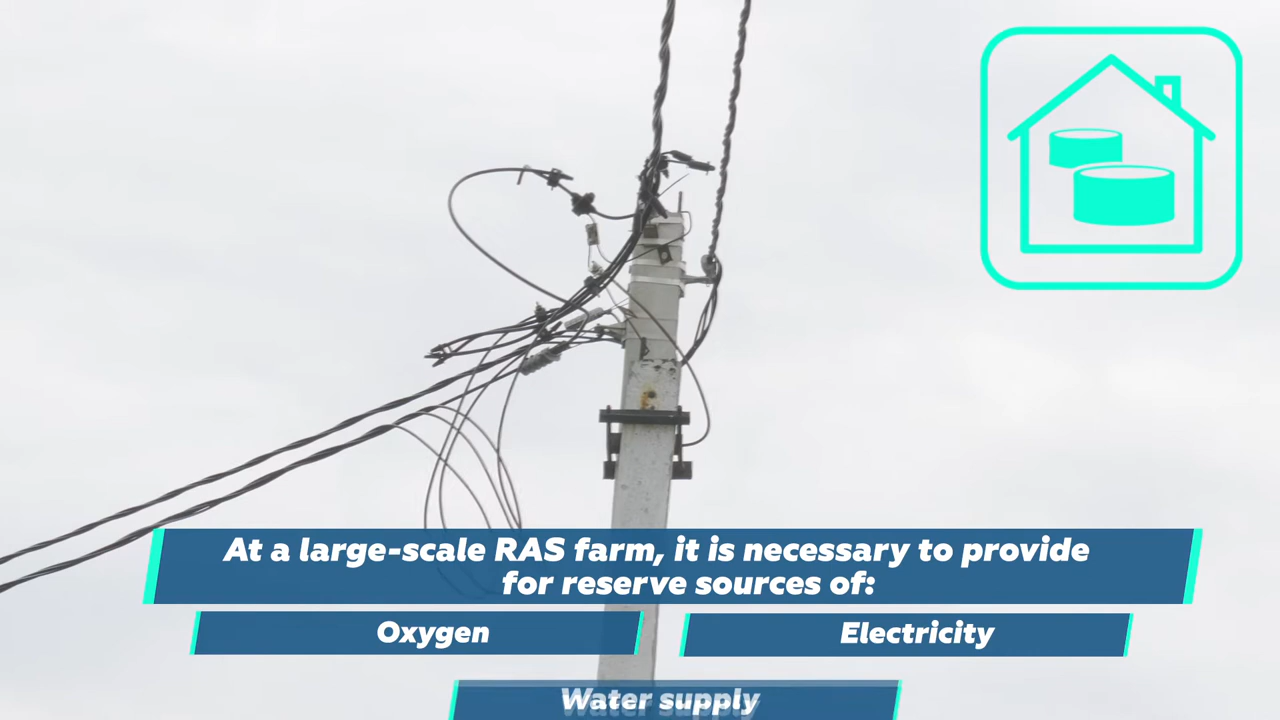 At a large-scale RAS farm, it is necessary to provide
for reserve sources of:
Oxygen
Electricity
Water supply